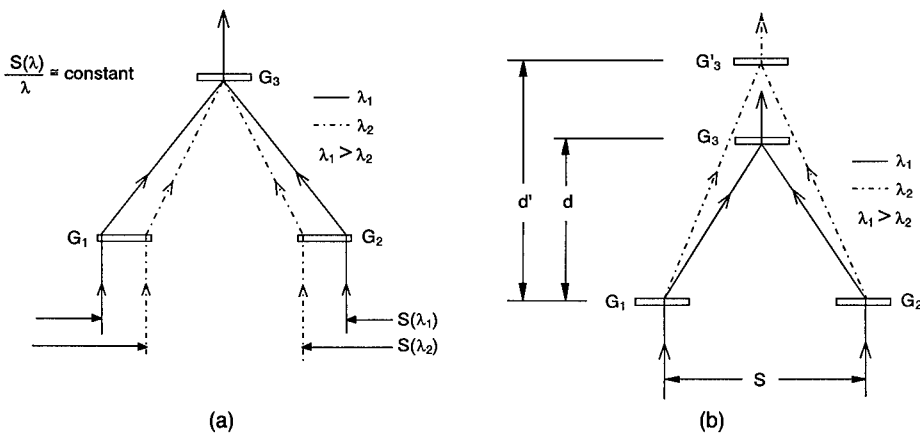 S(λ)
λ
≅ constant
G₃
λ₁
λ₂
λ₁ > λ₂
G₁
G₂
S(λ₁)
S(λ₂)
(a)
G'₃
G₃
λ₁
λ₂
λ₁ > λ₂
d'
d
G₁
G₂
S
(b)